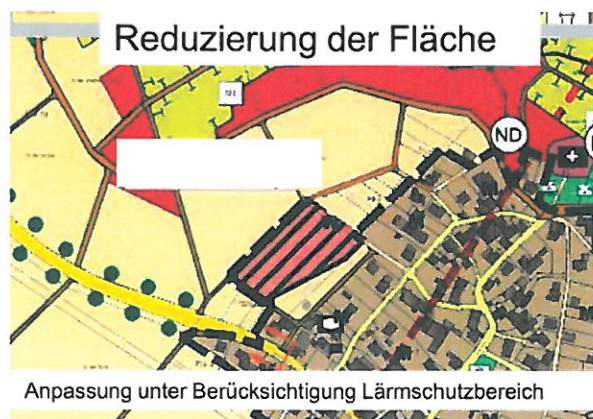 Reduzierung der Fläche
ND
Anpassung unter Berücksichtigung Lärmschutzbereich